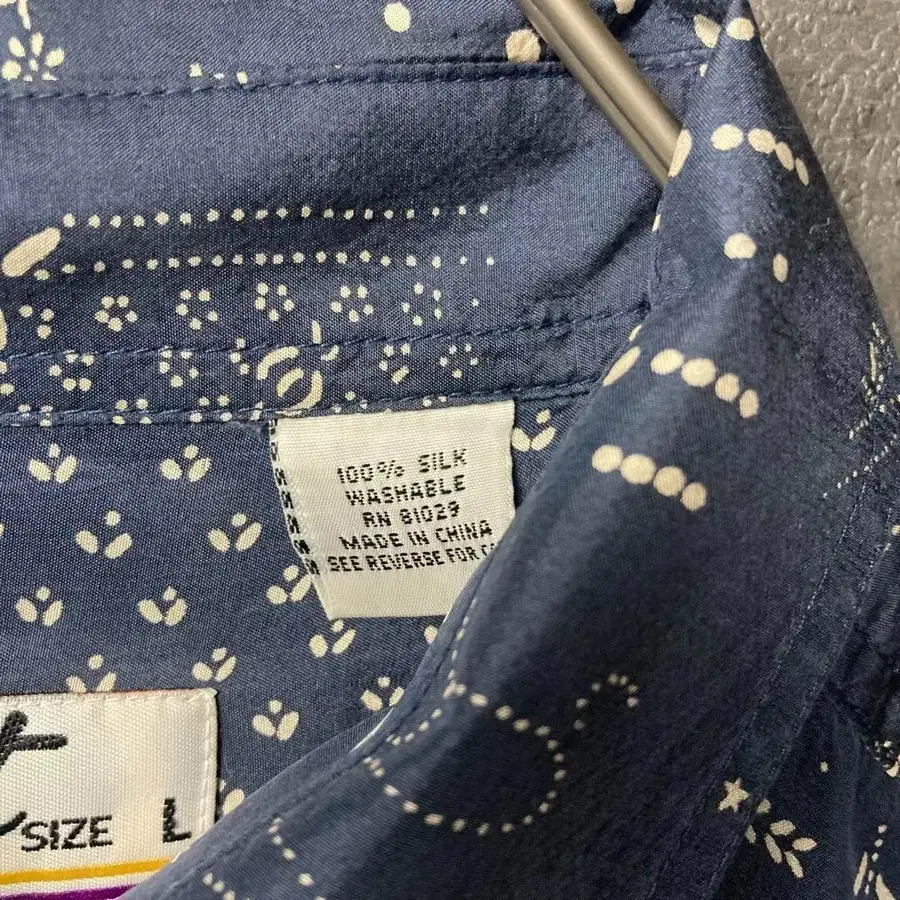 100% SILK
WASHABLE
RN 81029
MADE IN CHINA
SEE REVERSE FOR
SIZE L